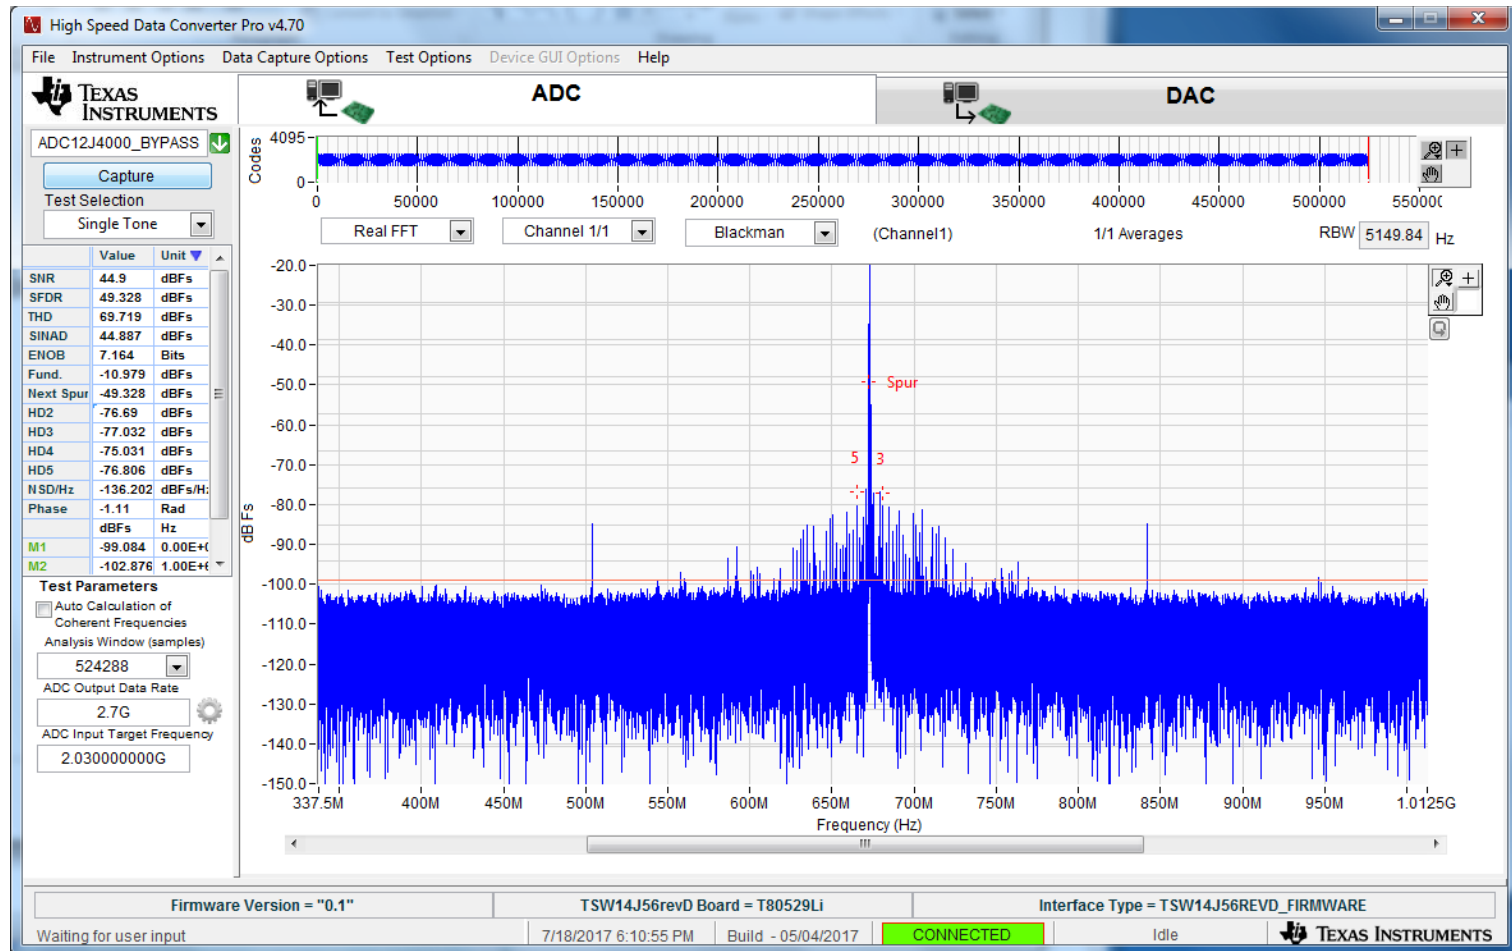 High Speed Data Converter Pro v4.70
File Instrument Options Data Capture Options Test Options Device GUI Options Help
TEXAS INSTRUMENTS
ADC
DAC
ADC12J4000_BYPASS
Capture
Test Selection
Single Tone
Value Unit
SNR 44.9 dBFs
SFDR 49.328 dBFs
THD 69.719 dBFs
SINAD 44.887 dBFs
ENOB 7.164 Bits
Fund. -10.979 dBFs
Next Spur -49.328 dBFs
HD2 -76.69 dBFs
HD3 -77.032 dBFs
HD4 -75.031 dBFs
HD5 -76.806 dBFs
NSD/Hz -136.202 dBFs/H
Phase -1.11 Rad
dBFs Hz
M1 -99.084 0.00E+
M2 -102.876 1.00E+
Test Parameters
Auto Calculation of
Coherent Frequencies
Analysis Window (samples)
524288
ADC Output Data Rate
2.7G
ADC Input Target Frequency
2.030000000G
Codes
4095
0
0 50000 100000 150000 200000 250000 300000 350000 400000 450000 500000 55000
Real FFT Channel 1/1 Blackman (Channel1) 1/1 Averages RBW 5149.84 Hz
dBFs
-20.0
-30.0
-40.0
-50.0
-60.0
-70.0
-80.0
-90.0
-100.0
-110.0
-120.0
-130.0
-140.0
-150.0
Spur
5 3
337.5M 400M 450M 500M 550M 600M 650M 700M 750M 800M 850M 900M 950M 1.0125G
Frequency (Hz)
Firmware Version = "0.1" TSW14J56revD Board = T80529Li Interface Type = TSW14J56REVD_FIRMWARE
Waiting for user input 7/18/2017 6:10:55 PM Build - 05/04/2017 CONNECTED Idle TEXAS INSTRUMENTS